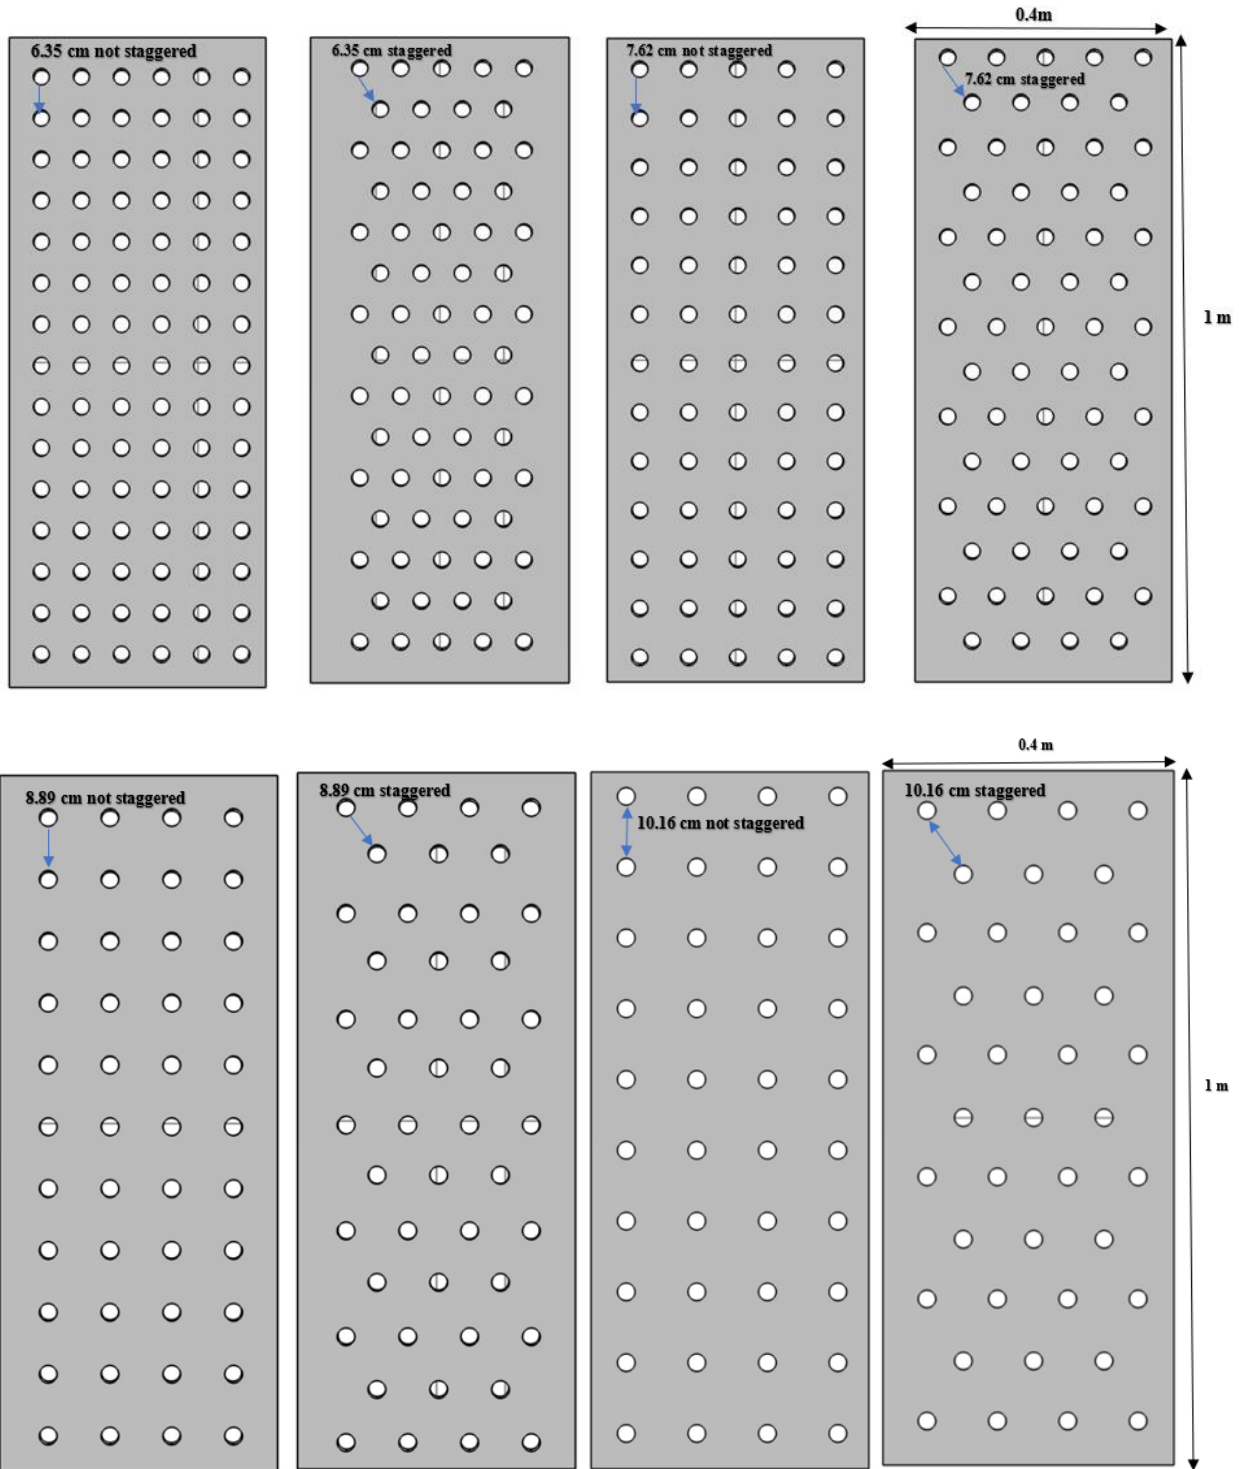 0.4m
6.35 cm not staggered
6.35 cm staggered
7.62 cm not staggered
7.62 cm staggered
1 m
0.4 m
8.89 cm not staggered
8.89 cm staggered
10.16 cm not staggered
10.16 cm staggered
1 m